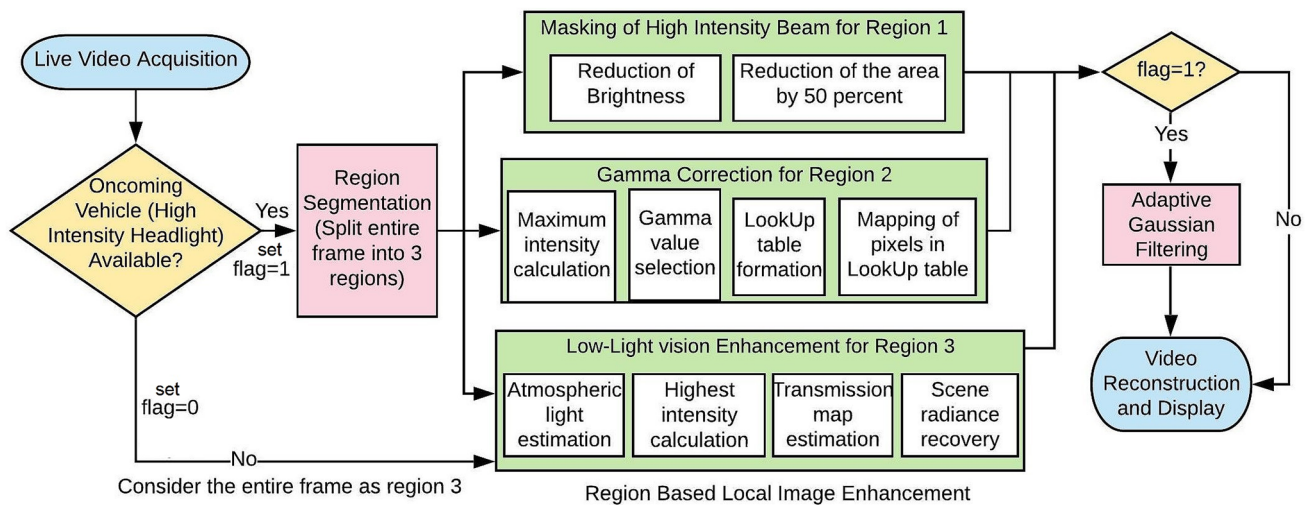 Live Video Acquisition
Oncoming
Vehicle (High
Intensity Headlight)
Available?
Yes
set
flag=1
set
flag=0
No
Consider the entire frame as region 3
Region
Segmentation
(Split entire
frame into 3
regions)
Masking of High Intensity Beam for Region 1
Reduction of
Brightness
Reduction of the area
by 50 percent
Gamma Correction for Region 2
Maximum
intensity
calculation
Gamma
value
selection
LookUp
table
formation
Mapping of
pixels in
LookUp table
Low-Light vision Enhancement for Region 3
Atmospheric
light
estimation
Highest
intensity
calculation
Transmission
map
estimation
Scene
radiance
recovery
Region Based Local Image Enhancement
flag=1?
Yes
No
Adaptive
Gaussian
Filtering
Video
Reconstruction
and Display